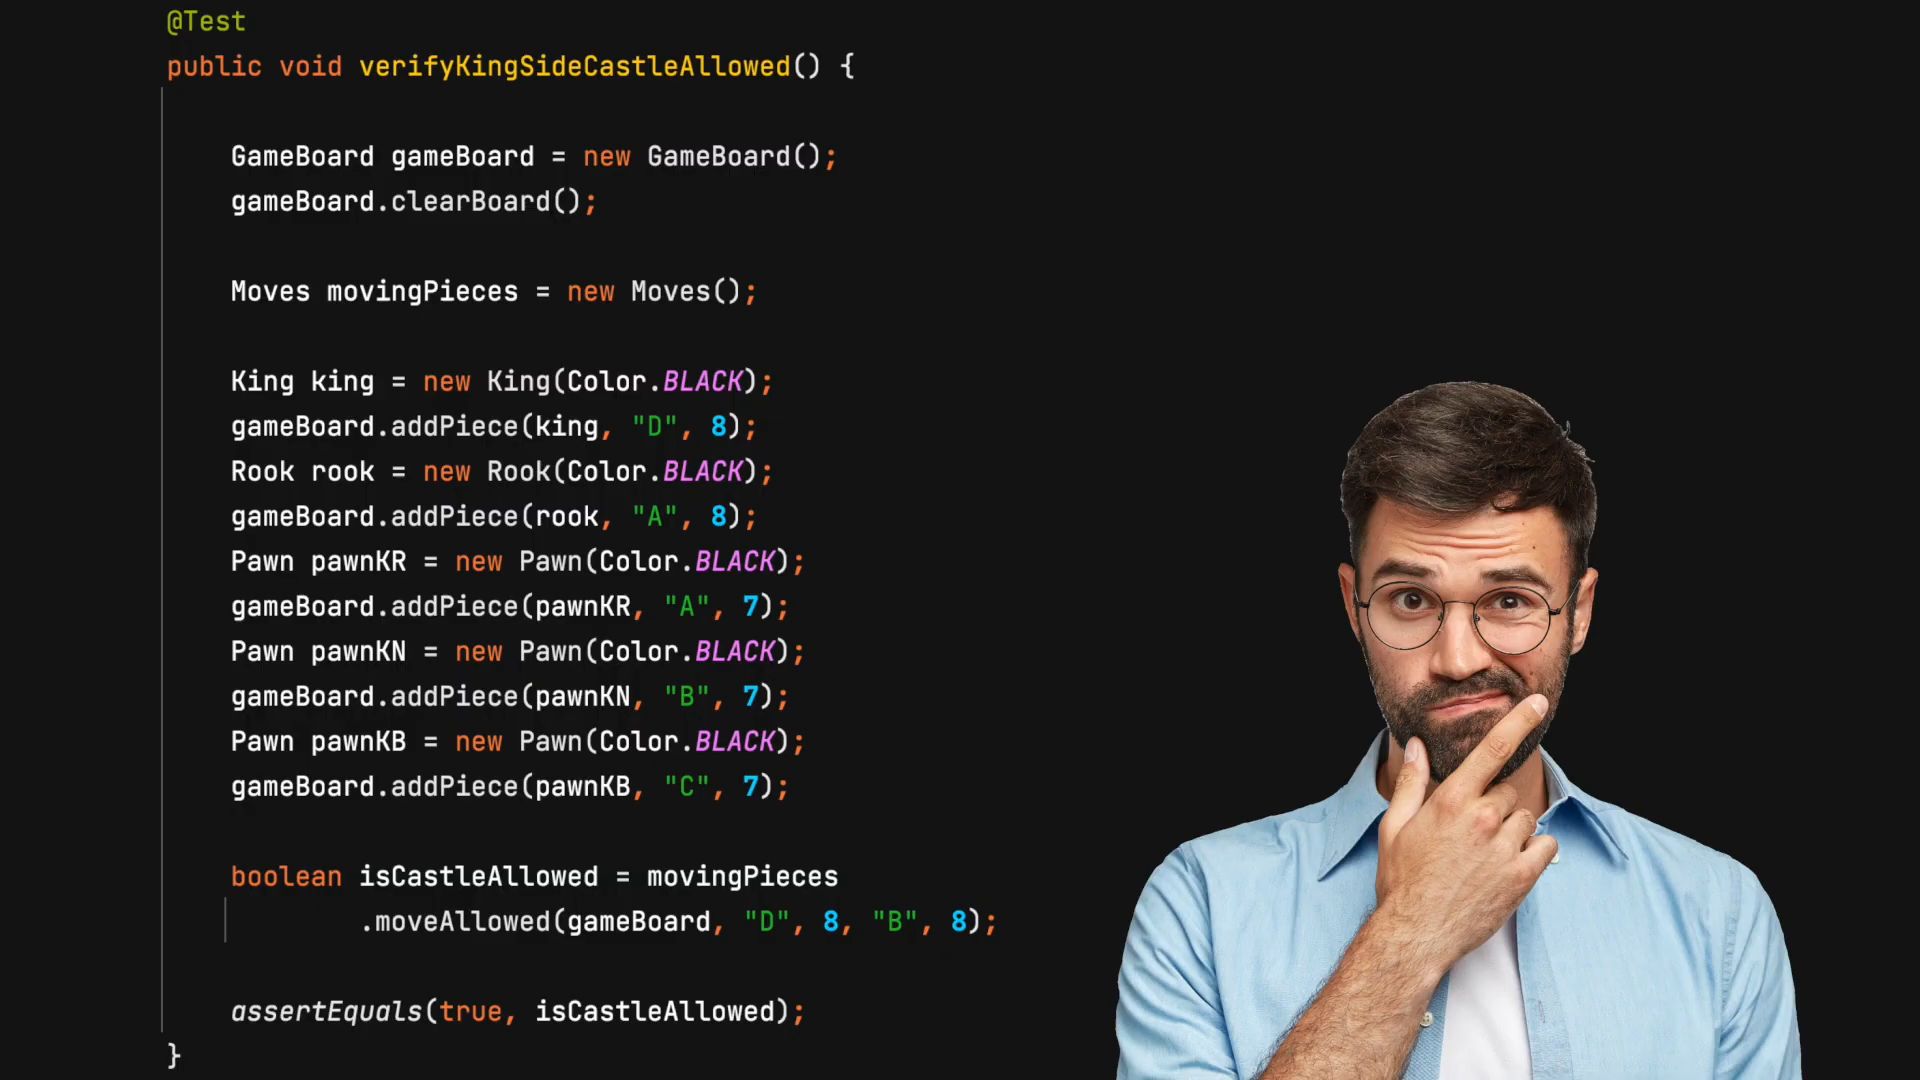 @Test
public void verifyKingSideCastleAllowed() {
GameBoard gameBoard = new GameBoard();
gameBoard.clearBoard();
Moves movingPieces = new Moves();
King king = new King(Color.BLACK);
gameBoard.addPiece(king, "D", 8);
Rook rook = new Rook(Color.BLACK);
gameBoard.addPiece(rook, "A", 8);
Pawn pawnKR = new Pawn(Color.BLACK);
gameBoard.addPiece(pawnKR, "A", 7);
Pawn pawnKN = new Pawn(Color.BLACK);
gameBoard.addPiece(pawnKN, "B", 7);
Pawn pawnKB = new Pawn(Color.BLACK);
gameBoard.addPiece(pawnKB, "C", 7);
boolean isCastleAllowed = movingPieces
.moveAllowed(gameBoard, "D", 8, "B", 8);
assertEquals(true, isCastleAllowed);
}